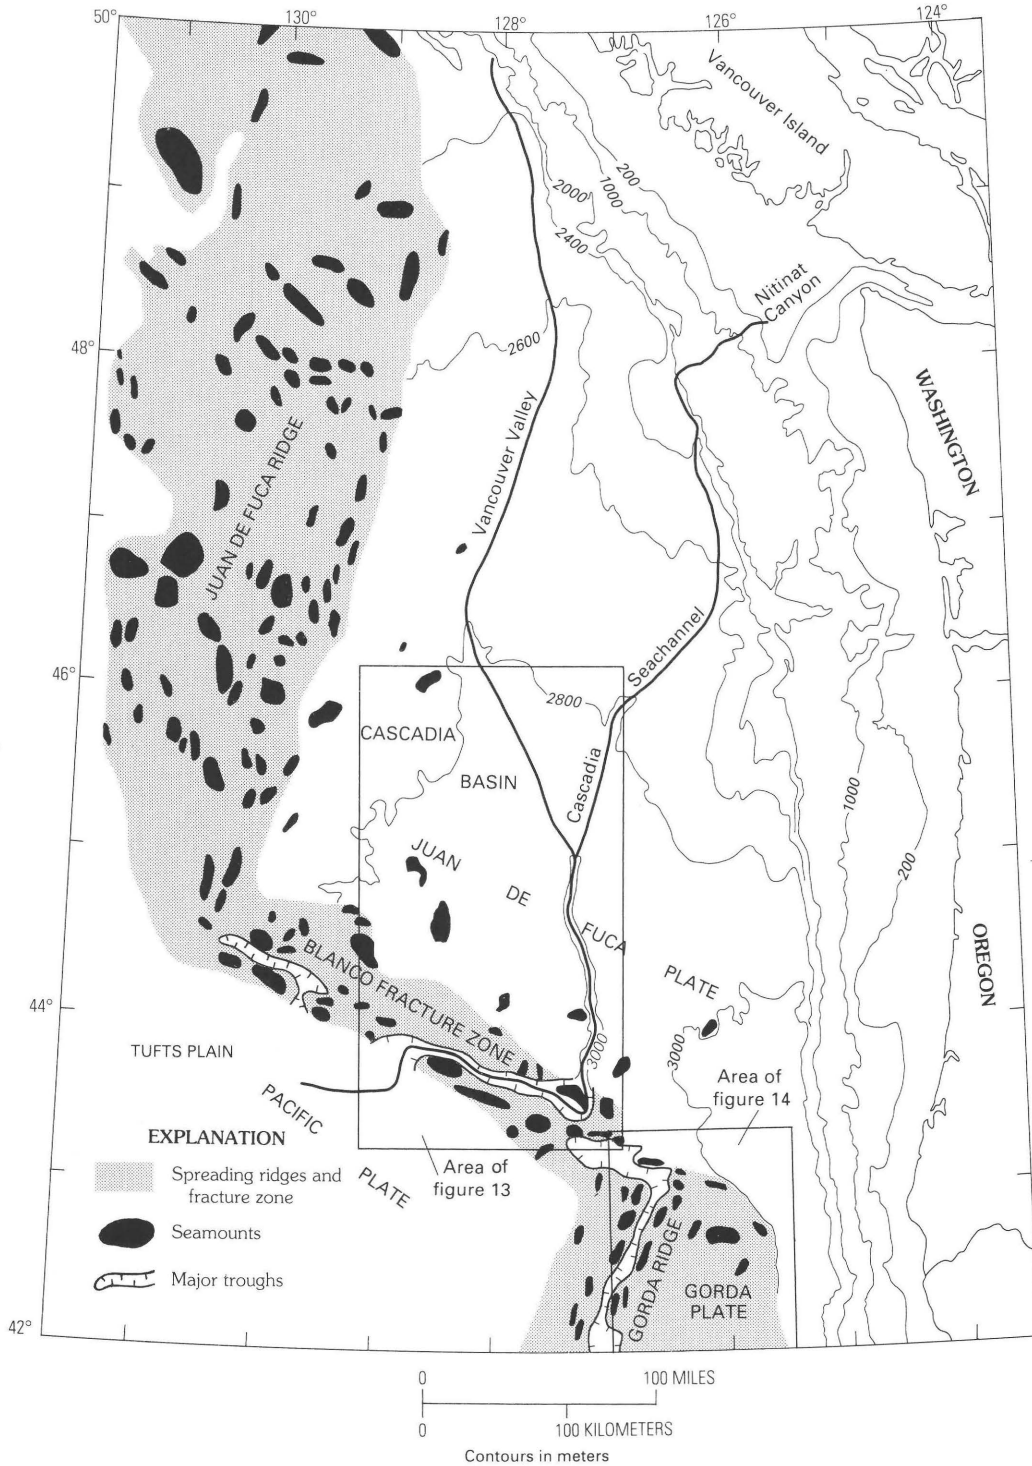 50°
130°
128°
126°
124°
Vancouver Island
200
1000
2000
2400
Nitinat
Canyon
2600
48°
WASHINGTON
Vancouver Valley
JUAN DE FUCA RIDGE
Seachannel
46°
2800
CASCADIA
BASIN
Cascadia
1000
JUAN
DE
FUCA
PLATE
200
OREGON
BLANCO FRACTURE ZONE
44°
3000
3000
TUFTS PLAIN
PACIFIC
PLATE
Area of
figure 14
Area of
figure 13
EXPLANATION
Spreading ridges and
fracture zone
Seamounts
Major troughs
GORDA RIDGE
GORDA
PLATE
42°
0
100 MILES
0
100 KILOMETERS
Contours in meters